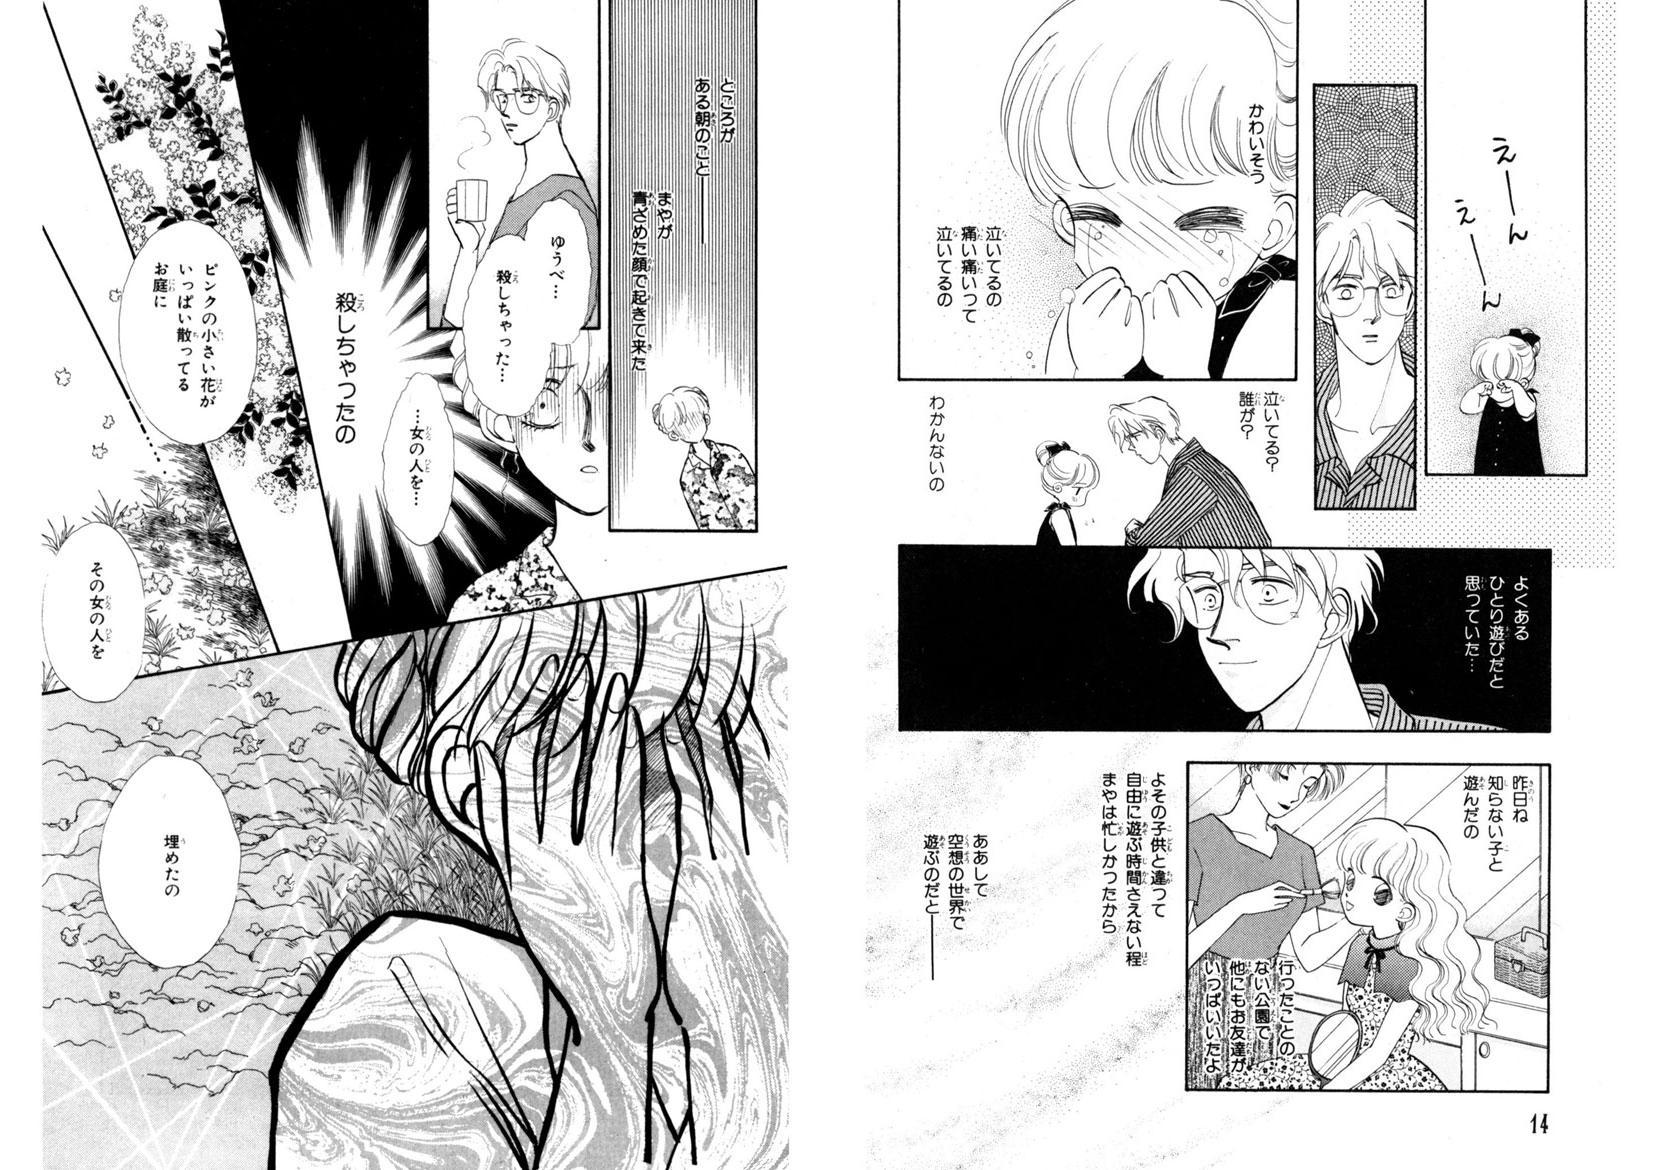 えーん
えーん
かわいそう
泣いてるの
痛い痛いって
泣いてるの
泣いてる?
誰が?
わかんないの
よくある
ひとり遊びだと
思っていた…
昨日ね
知らない子と
遊んだの
行ったことの
ない公園で
他にもお友達が
いっぱいいたよ
よその子供と違って
自由に遊ぶ時間さえない程
まやは忙しかったから
ああして
空想の世界で
遊ぶのだと――
14
ところが
ある朝のこと――
まやが
青ざめた顔で起きて来た
ゆうべ…
殺しちゃった…
…女の人を…
殺しちゃったの
ピンクの小さい花が
いっぱい散ってる
お庭に
……
その女の人を
埋めたの